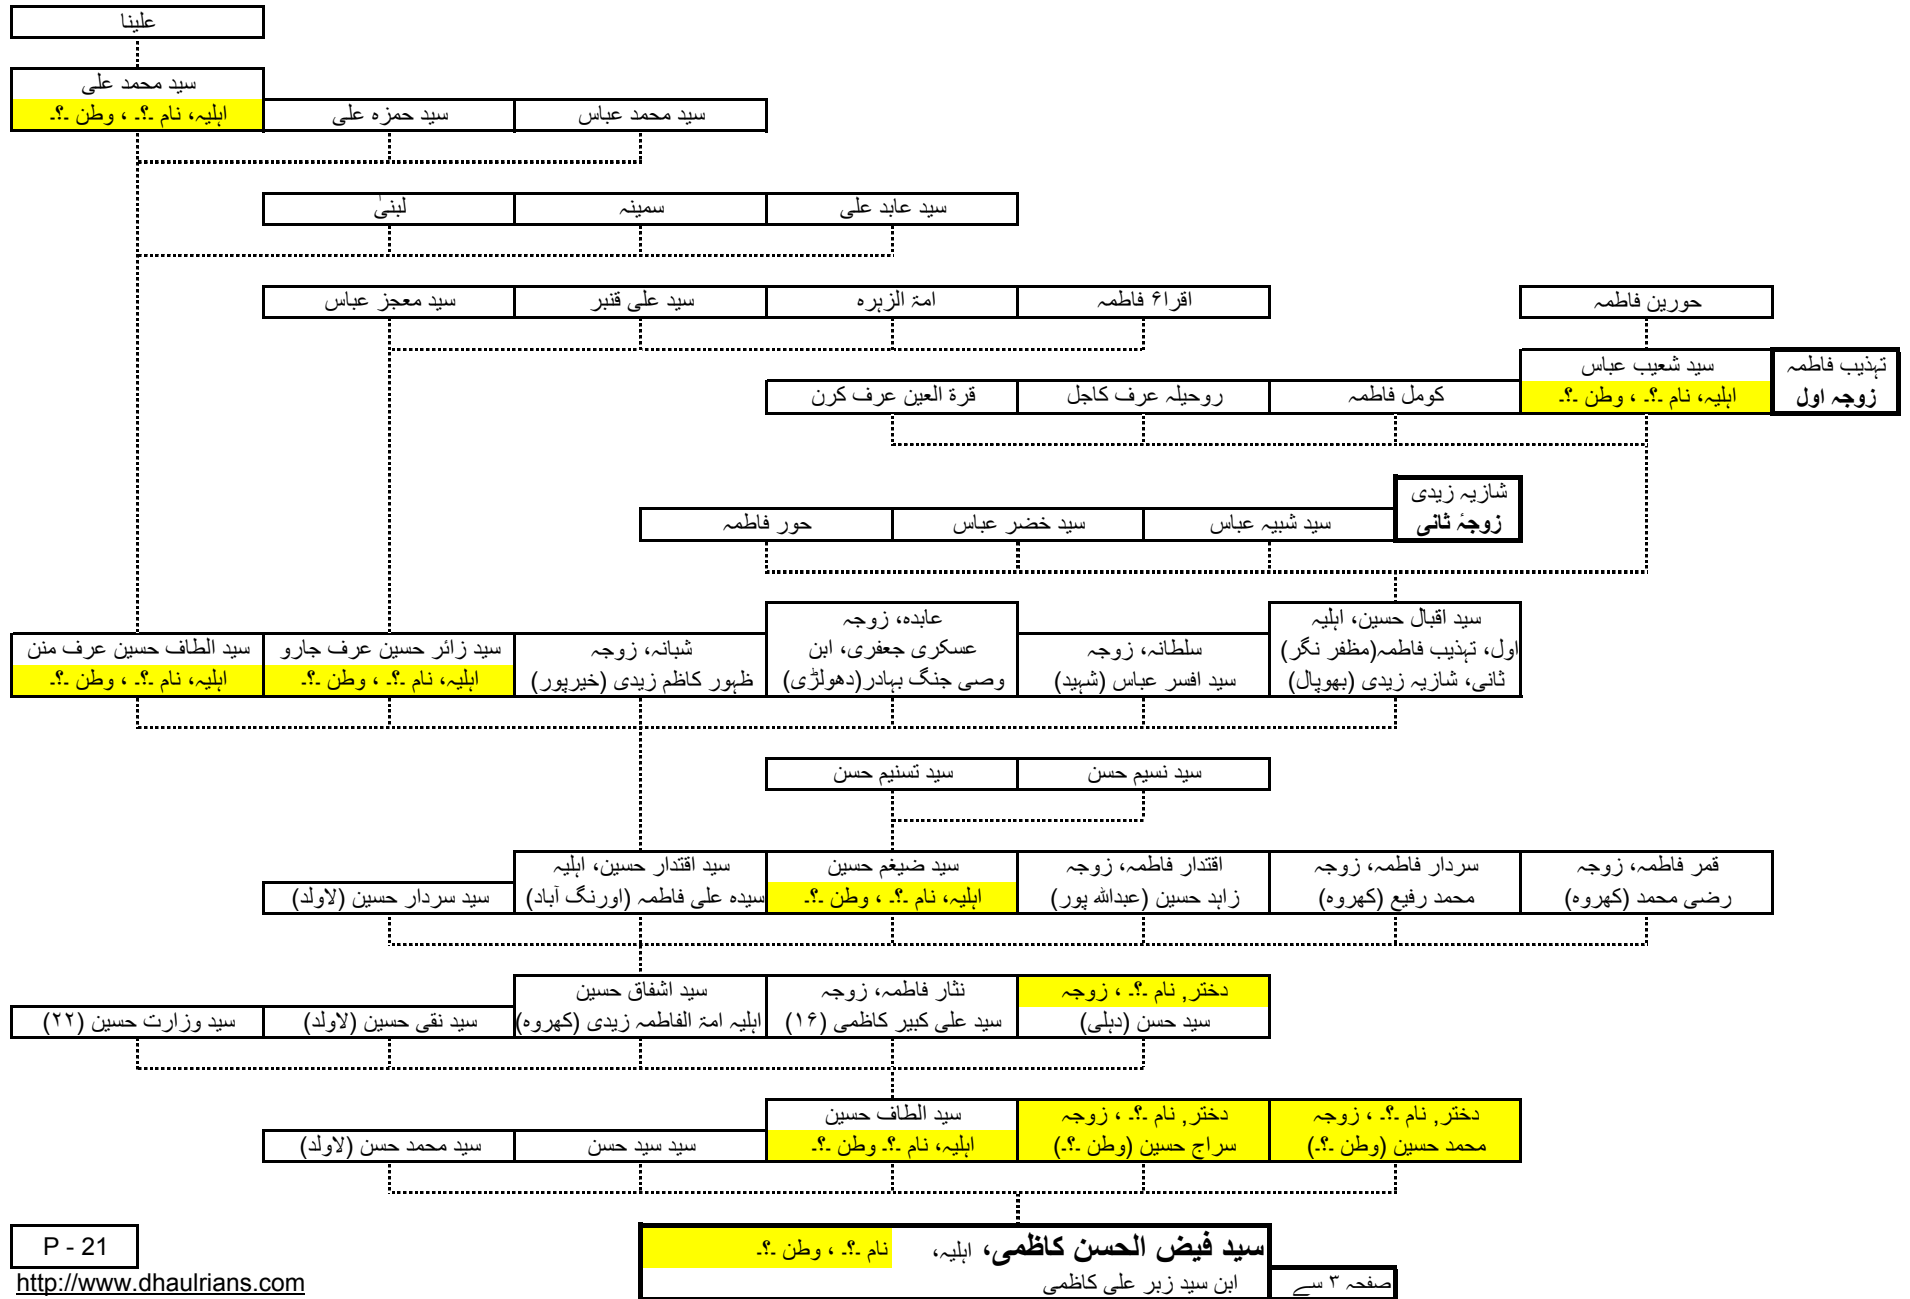 علینا
سید محمد علی
اہلیہ، نام ۔؟۔ ، وطن ۔؟۔
سید حمزہ علی
سید محمد عباس
لبنیٰ
سمینہ
سید عابد علی
سید معجز عباس
سید علی قنبر
امۃ الزہرہ
اقراء فاطمہ
حورین فاطمہ
سید شعیب عباس
اہلیہ، نام ۔؟۔ ، وطن ۔؟۔
تہذیب فاطمہ
زوجہ اول
قرۃ العین عرف کرن
روحیلہ عرف کاجل
کومل فاطمہ
شازیہ زیدی
زوجۂ ثانی
حور فاطمہ
سید خضر عباس
سید شبیہ عباس
سید الطاف حسین عرف منن
اہلیہ، نام ۔؟۔ ، وطن ۔؟۔
سید زائر حسین عرف جارو
اہلیہ، نام ۔؟۔ ، وطن ۔؟۔
شبانہ، زوجہ
ظہور کاظم زیدی (خیرپور)
عابدہ، زوجہ
عسکری جعفری، ابن
وصی جنگ بہادر(دھولڑی)
سلطانہ، زوجہ
سید افسر عباس (شہید)
سید اقبال حسین، اہلیہ
اول، تہذیب فاطمہ(مظفر نگر)
ثانی، شازیہ زیدی (بھوپال)
سید تسنیم حسن
سید نسیم حسن
سید سردار حسین (لاولد)
سید اقتدار حسین، اہلیہ
سیدہ علی فاطمہ (اورنگ آباد)
سید ضیغم حسین
اہلیہ، نام ۔؟۔ ، وطن ۔؟۔
اقتدار فاطمہ، زوجہ
زاہد حسین (عبدالله پور)
سردار فاطمہ، زوجہ
محمد رفیع (کھروہ)
قمر فاطمہ، زوجہ
رضی محمد (کھروہ)
سید وزارت حسین (۲۲)
سید نقی حسین (لاولد)
سید اشفاق حسین
اہلیہ امۃ الفاطمہ زیدی (کھروہ)
نثار فاطمہ، زوجہ
سید علی کبیر کاظمی (۱۶)
دختر, نام ۔؟۔ ، زوجہ
سید حسن (دہلی)
سید محمد حسن (لاولد)
سید سید حسن
سید الطاف حسین
اہلیہ، نام ۔؟۔ وطن ۔؟۔
دختر, نام ۔؟۔ ، زوجہ
سراج حسین (وطن ۔؟۔)
دختر, نام ۔؟۔ ، زوجہ
محمد حسین (وطن ۔؟۔)
سید فیض الحسن کاظمی، اہلیہ، نام ۔؟۔ ، وطن ۔؟۔
ابن سید زبر علی کاظمی
صفحہ ۳ سے
P - 21
http://www.dhaulrians.com